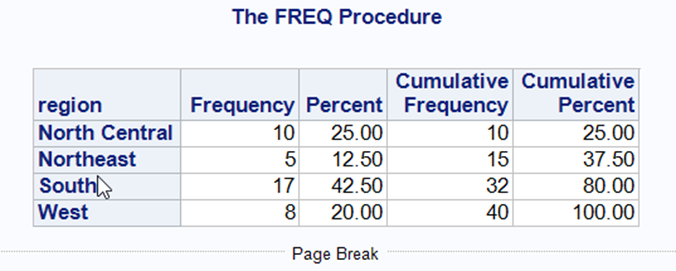 The FREQ Procedure
Cumulative Cumulative
region Frequency Percent Frequency Percent
North Central 10 25.00 10 25.00
Northeast 5 12.50 15 37.50
South 17 42.50 32 80.00
West 8 20.00 40 100.00
Page Break